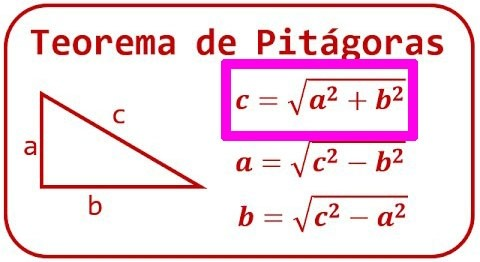 Teorema de Pitágoras
c
a
b
c = √a² + b²
a = √c² − b²
b = √c² − a²